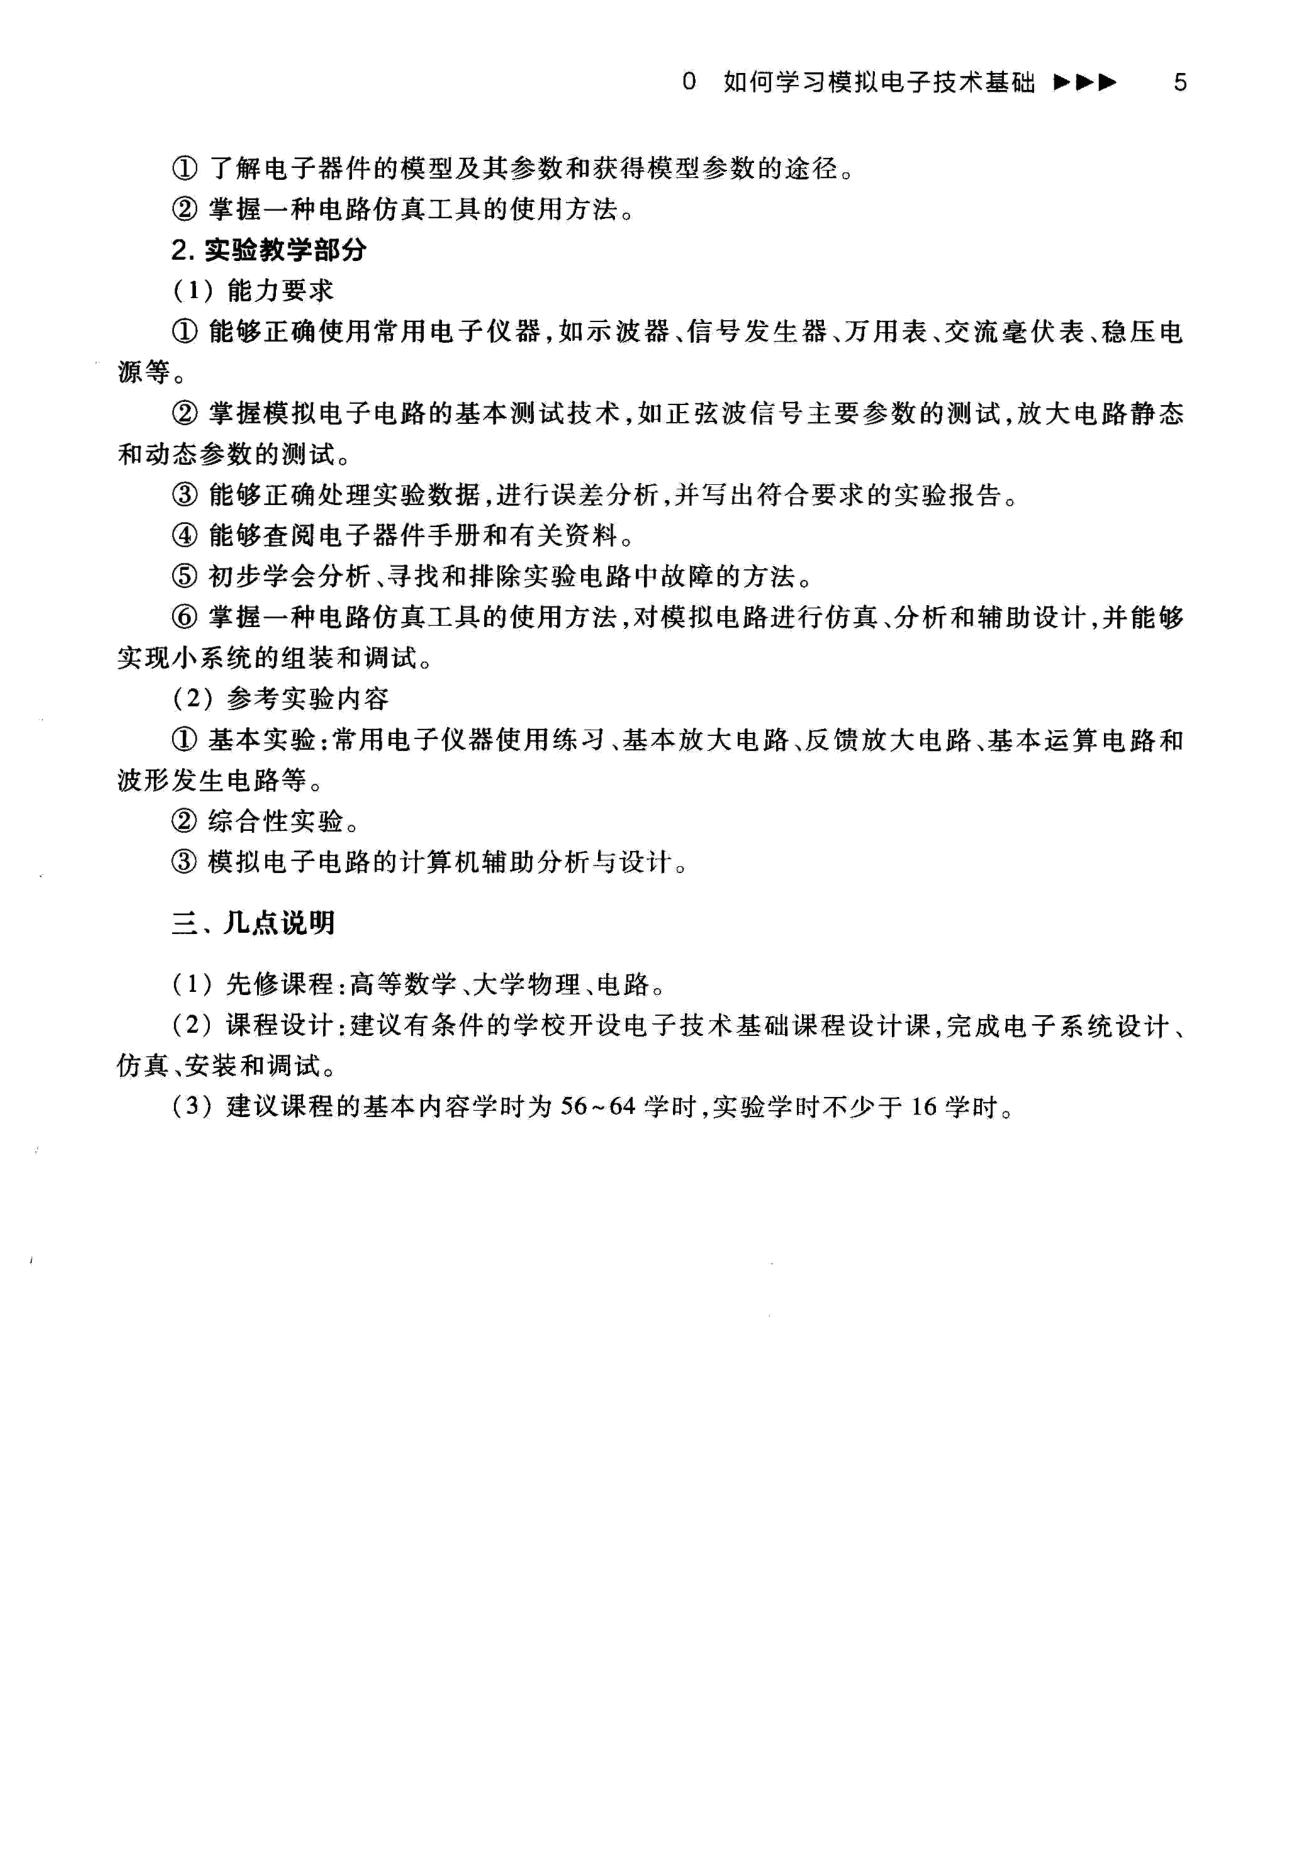 0 如何学习模拟电子技术基础 ▶▶▶ 5
① 了解电子器件的模型及其参数和获得模型参数的途径。
② 掌握一种电路仿真工具的使用方法。
2. 实验教学部分
(1) 能力要求
① 能够正确使用常用电子仪器,如示波器、信号发生器、万用表、交流毫伏表、稳压电
源等。
② 掌握模拟电子电路的基本测试技术,如正弦波信号主要参数的测试,放大电路静态
和动态参数的测试。
③ 能够正确处理实验数据,进行误差分析,并写出符合要求的实验报告。
④ 能够查阅电子器件手册和有关资料。
⑤ 初步学会分析、寻找和排除实验电路中故障的方法。
⑥ 掌握一种电路仿真工具的使用方法,对模拟电路进行仿真、分析和辅助设计,并能够
实现小系统的组装和调试。
(2) 参考实验内容
① 基本实验:常用电子仪器使用练习、基本放大电路、反馈放大电路、基本运算电路和
波形发生电路等。
② 综合性实验。
③ 模拟电子电路的计算机辅助分析与设计。
三、几点说明
(1) 先修课程:高等数学、大学物理、电路。
(2) 课程设计:建议有条件的学校开设电子技术基础课程设计课,完成电子系统设计、
仿真、安装和调试。
(3) 建议课程的基本内容学时为 56~64 学时,实验学时不少于 16 学时。